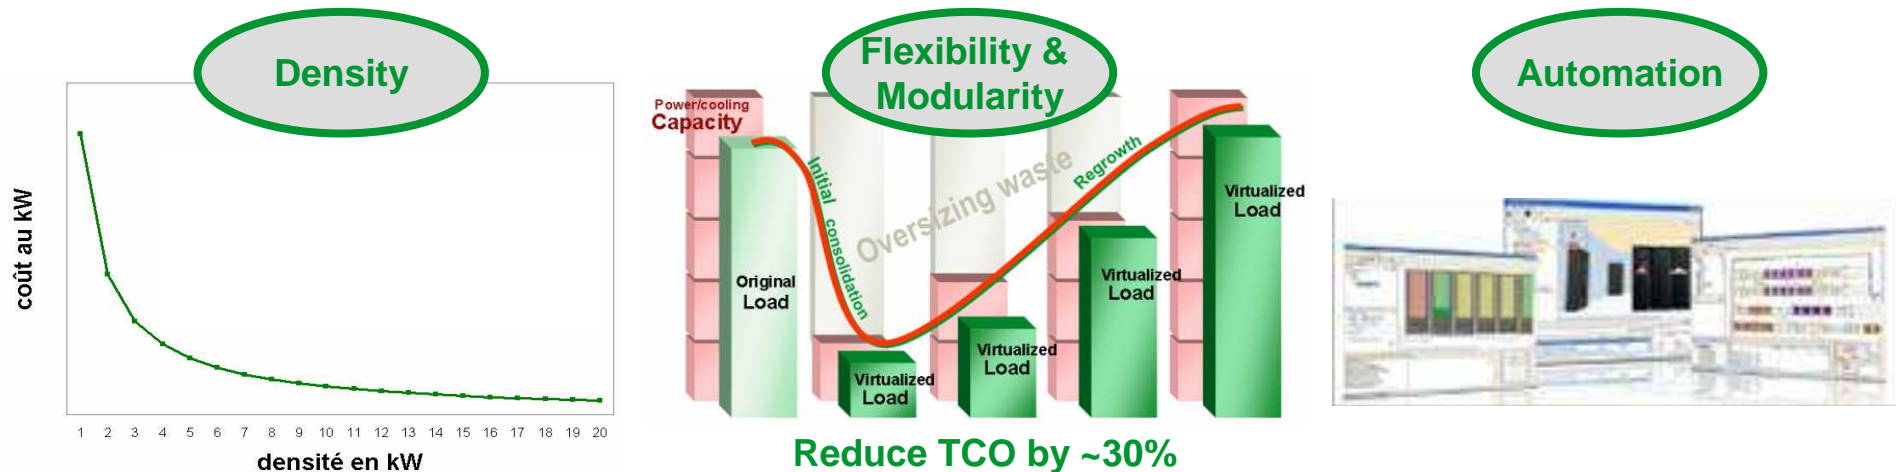 Density
coût au kW
1 2 3 4 5 6 7 8 9 10 11 12 13 14 15 16 17 18 19 20
densité en kW
Flexibility &
Modularity
Power/cooling
Capacity
Original
Load
Initial consolidation
Oversizing waste
Regrowth
Virtualized
Load
Virtualized
Load
Virtualized
Load
Virtualized
Load
Reduce TCO by ~30%
Automation